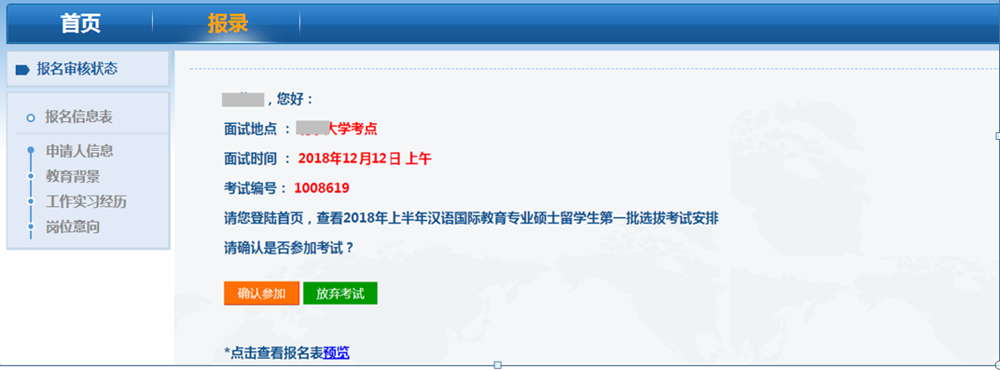 首页 报录
报名审核状态
报名信息表
申请人信息
教育背景
工作实习经历
岗位意向
，您好：
面试地点 ： 大学考点
面试时间 ： 2018年12月12日 上午
考试编号： 1008619
请您登陆首页，查看2018年上半年汉语国际教育专业硕士留学生第一批选拔考试安排
请确认是否参加考试？
确认参加 放弃考试
*点击查看报名表预览